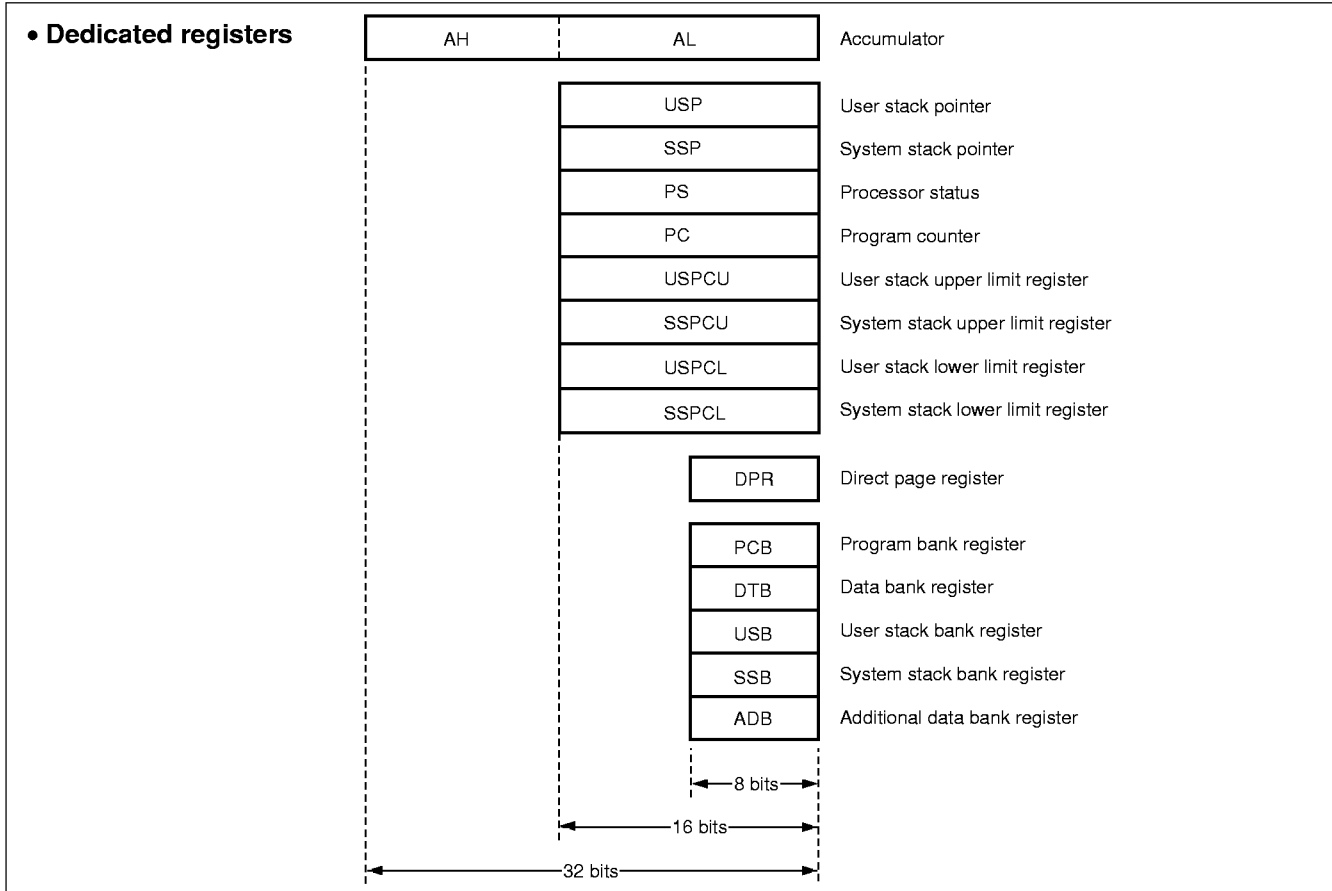 • Dedicated registers
AH AL Accumulator
USP User stack pointer
SSP System stack pointer
PS Processor status
PC Program counter
USPCU User stack upper limit register
SSPCU System stack upper limit register
USPCL User stack lower limit register
SSPCL System stack lower limit register
DPR Direct page register
PCB Program bank register
DTB Data bank register
USB User stack bank register
SSB System stack bank register
ADB Additional data bank register
8 bits
16 bits
32 bits